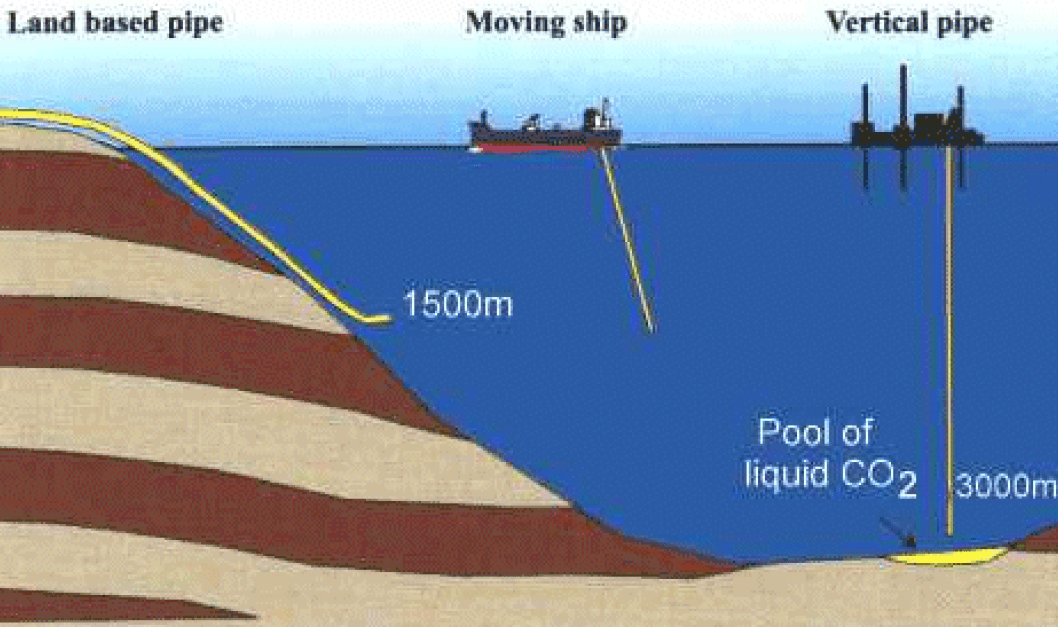 Land based pipe
Moving ship
Vertical pipe
1500m
Pool of
liquid CO2
3000m